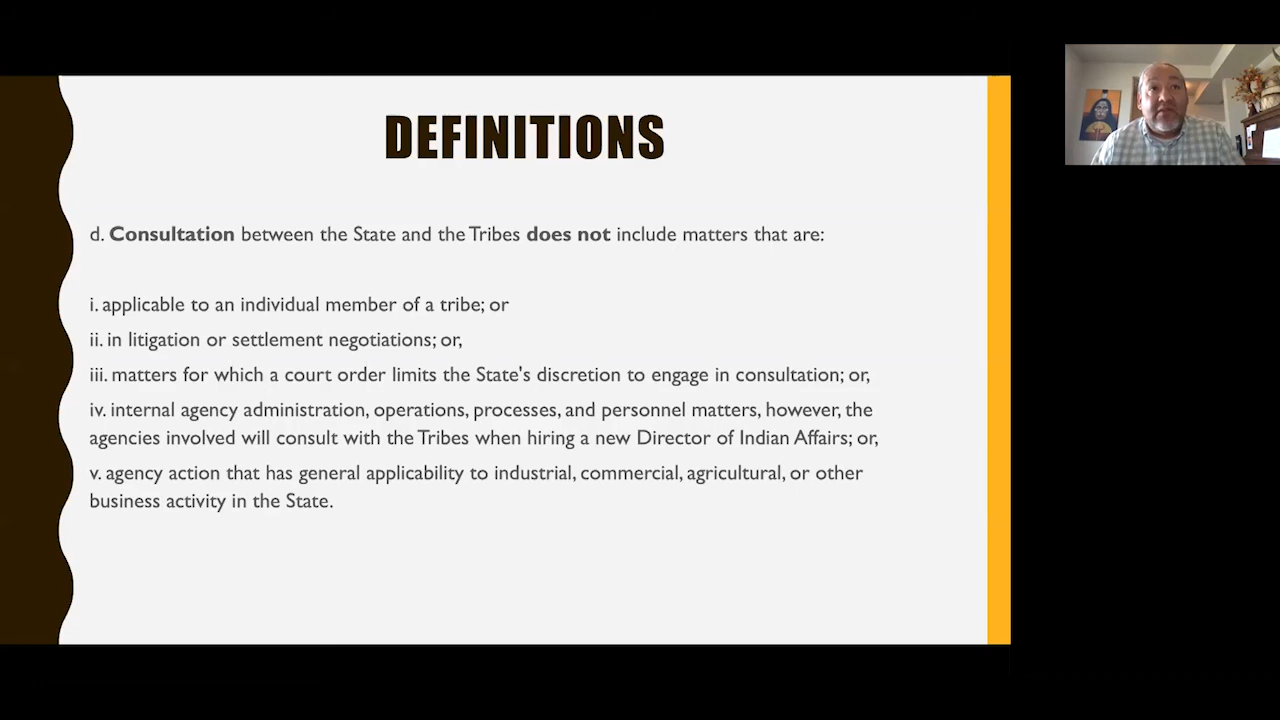 DEFINITIONS
d. Consultation between the State and the Tribes does not include matters that are:
i. applicable to an individual member of a tribe; or
ii. in litigation or settlement negotiations; or,
iii. matters for which a court order limits the State's discretion to engage in consultation; or,
iv. internal agency administration, operations, processes, and personnel matters, however, the
agencies involved will consult with the Tribes when hiring a new Director of Indian Affairs; or,
v. agency action that has general applicability to industrial, commercial, agricultural, or other
business activity in the State.